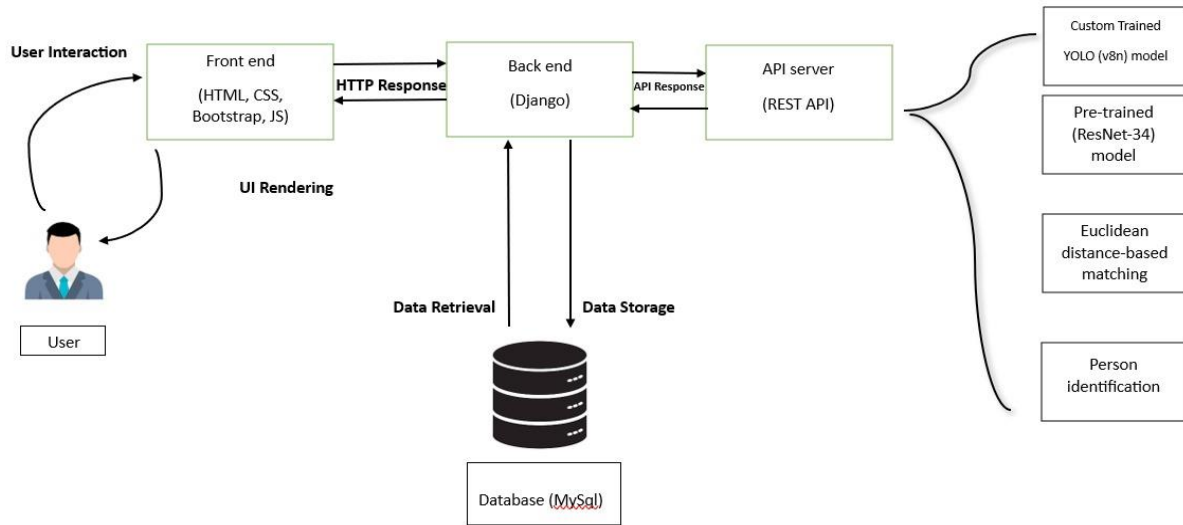 User Interaction
Front end
(HTML, CSS,
Bootstrap, JS)
HTTP Response
Back end
(Django)
API Response
API server
(REST API)
Custom Trained
YOLO (v8n) model
Pre-trained
(ResNet-34)
model
Euclidean
distance-based
matching
Person
identification
UI Rendering
User
Data Retrieval
Data Storage
Database (MySql)